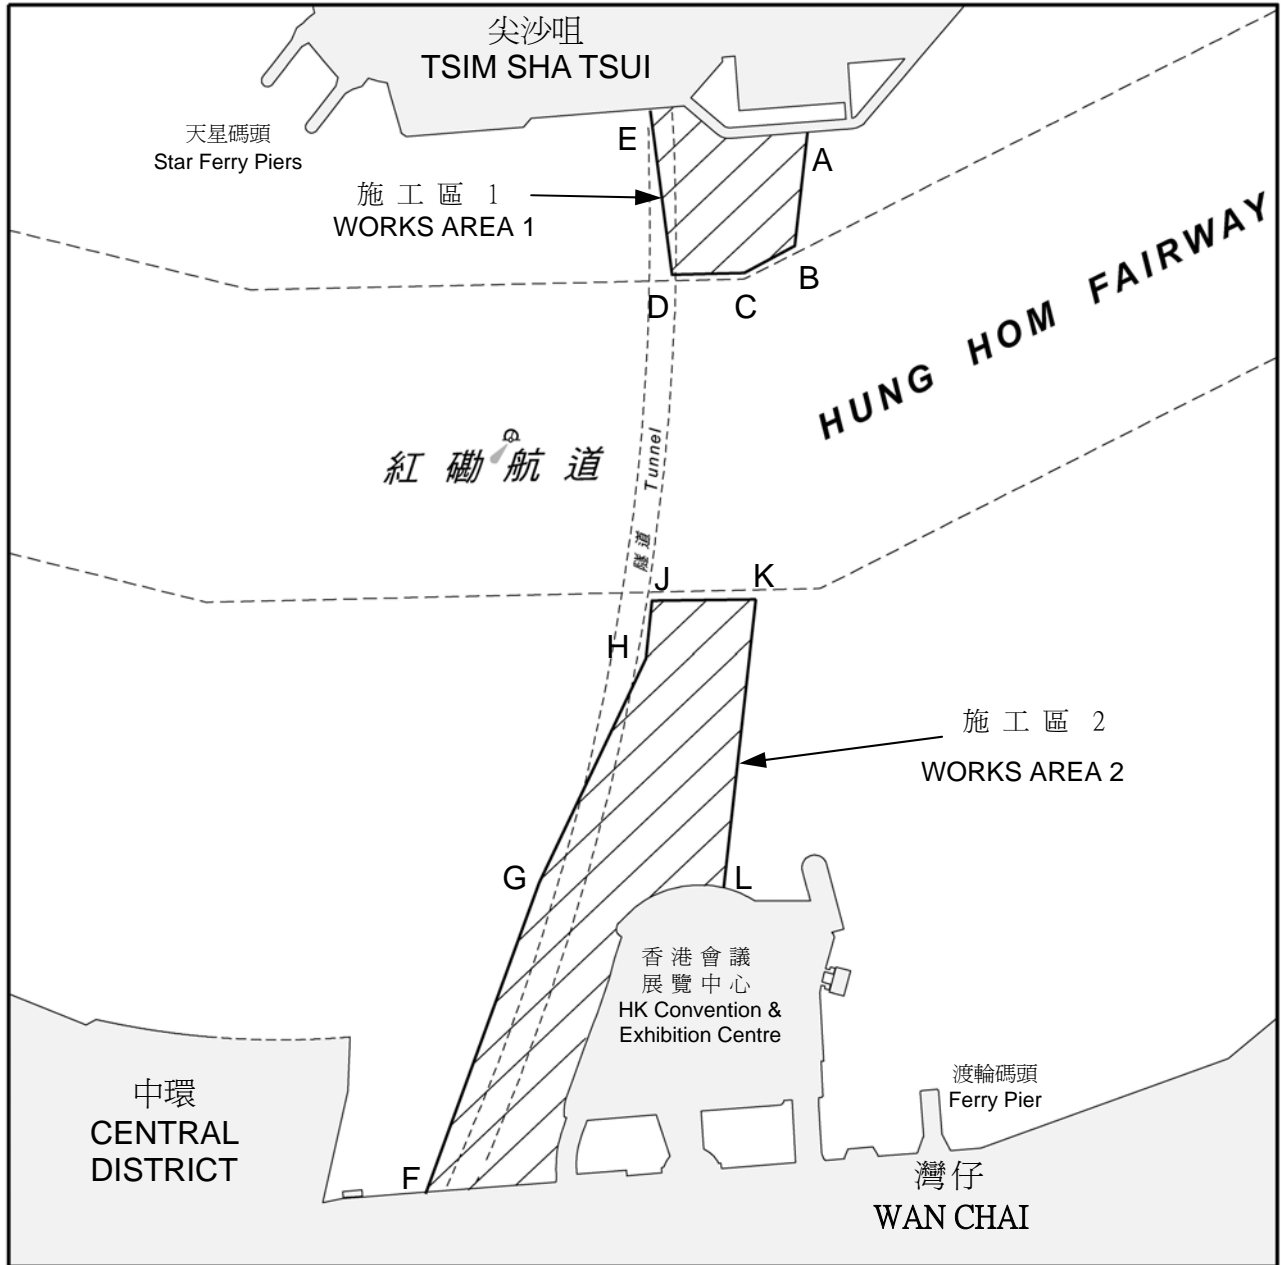 尖沙咀
TSIM SHA TSUI
天星碼頭
Star Ferry Piers
E
A
施工區 1
WORKS AREA 1
B
D
C
HUNG HOM FAIRWAY
紅磡航道
隧道 Tunnel
J
K
H
施工區 2
WORKS AREA 2
G
L
香港會議
展覽中心
HK Convention &
Exhibition Centre
中環
CENTRAL
DISTRICT
渡輪碼頭
Ferry Pier
F
灣仔
WAN CHAI